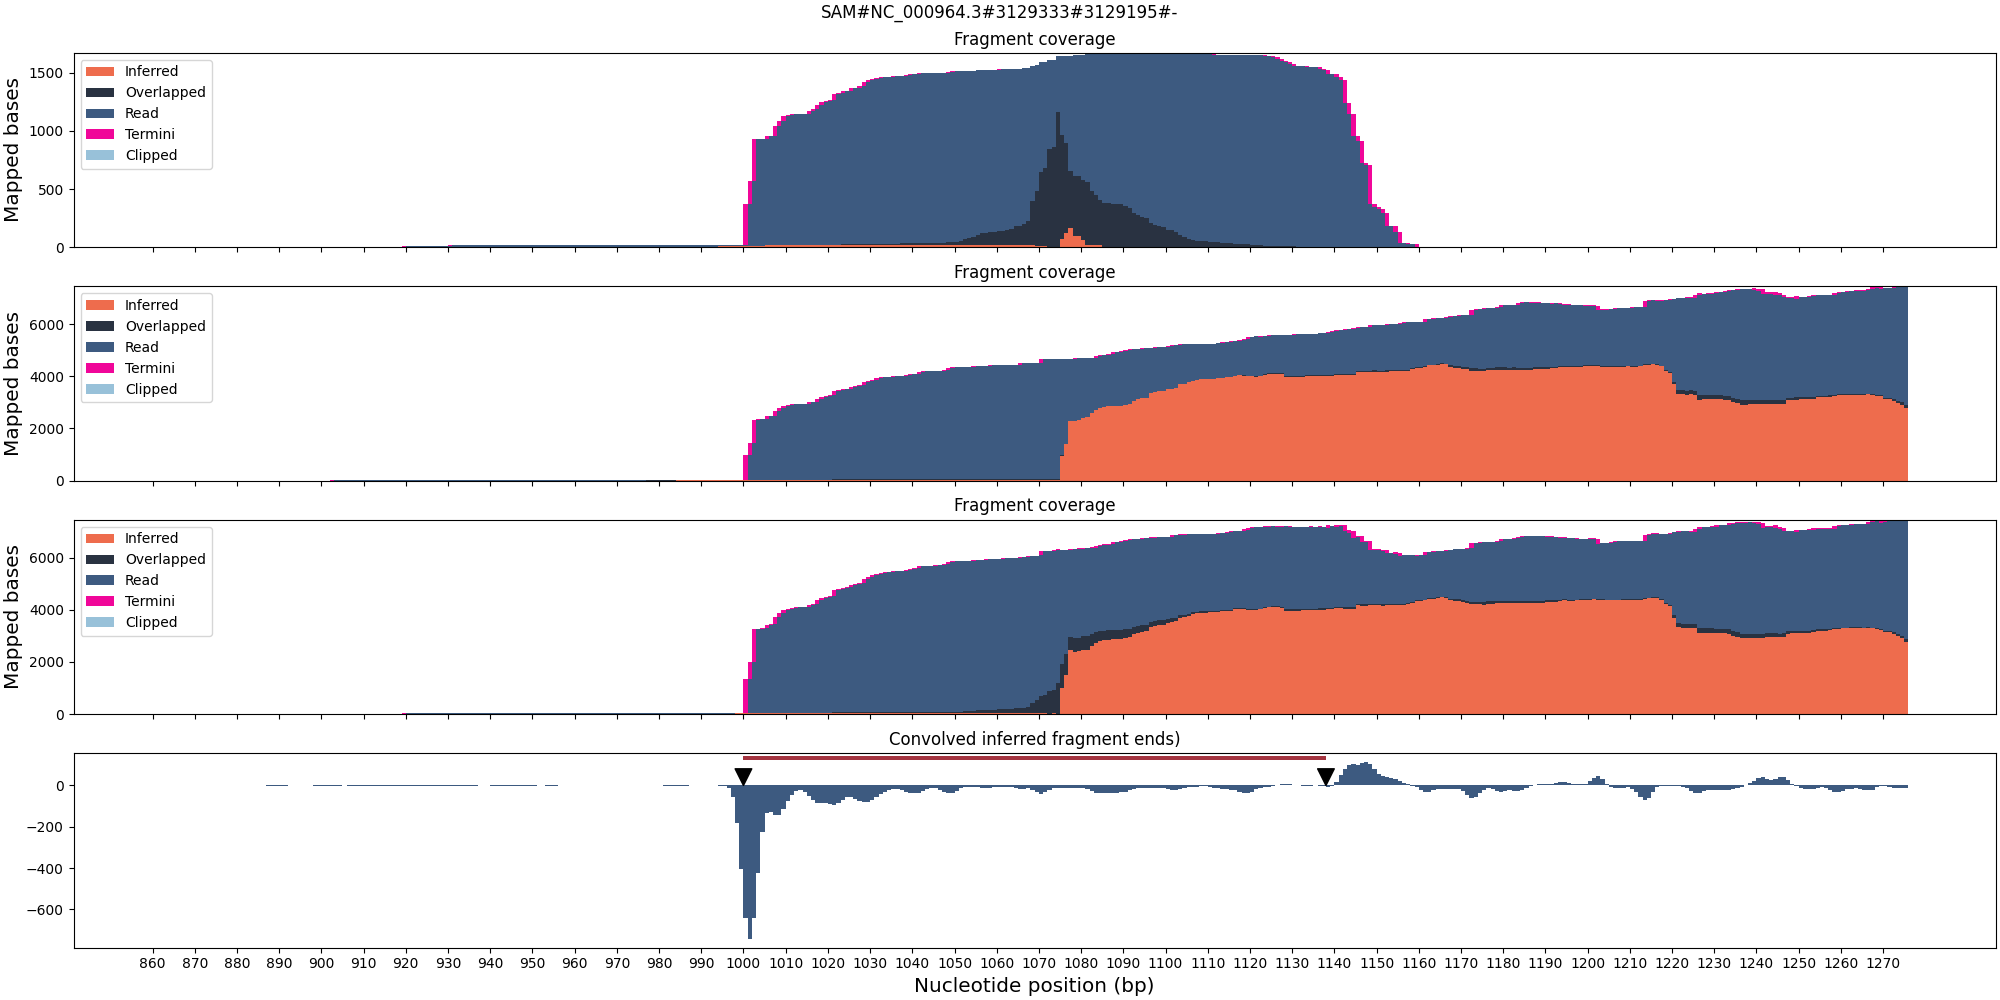 SAM#NC_000964.3#3129333#3129195#-
Fragment coverage
Mapped bases
1500
1000
500
0
Inferred
Overlapped
Read
Termini
Clipped
Fragment coverage
Mapped bases
6000
4000
2000
0
Inferred
Overlapped
Read
Termini
Clipped
Fragment coverage
Mapped bases
6000
4000
2000
0
Inferred
Overlapped
Read
Termini
Clipped
Convolved inferred fragment ends)
0
−200
−400
−600
860 870 880 890 900 910 920 930 940 950 960 970 980 990 1000 1010 1020 1030 1040 1050 1060 1070 1080 1090 1100 1110 1120 1130 1140 1150 1160 1170 1180 1190 1200 1210 1220 1230 1240 1250 1260 1270
Nucleotide position (bp)